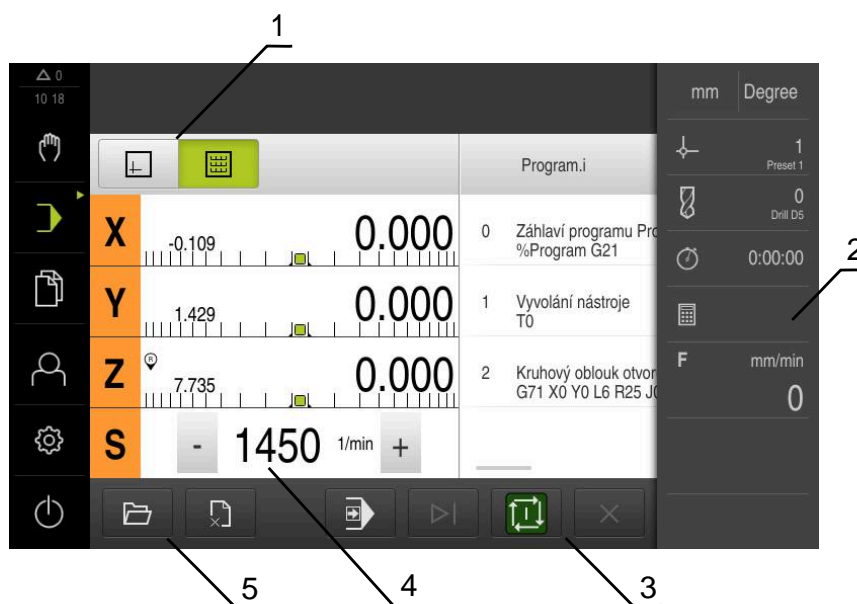 1
0
10 18
mm Degree
1
Preset 1
Program.i
0
Drill D5
X -0.109 0.000
0 Záhlaví programu Pro
%Program G21
0:00:00
2
Y 1.429 0.000
1 Vyvolání nástroje
T0
F mm/min
0
Z R 7.735 0.000
2 Kruhový oblouk otvor
G71 X0 Y0 L6 R25 J0
S - 1450 1/min +
5
4
3